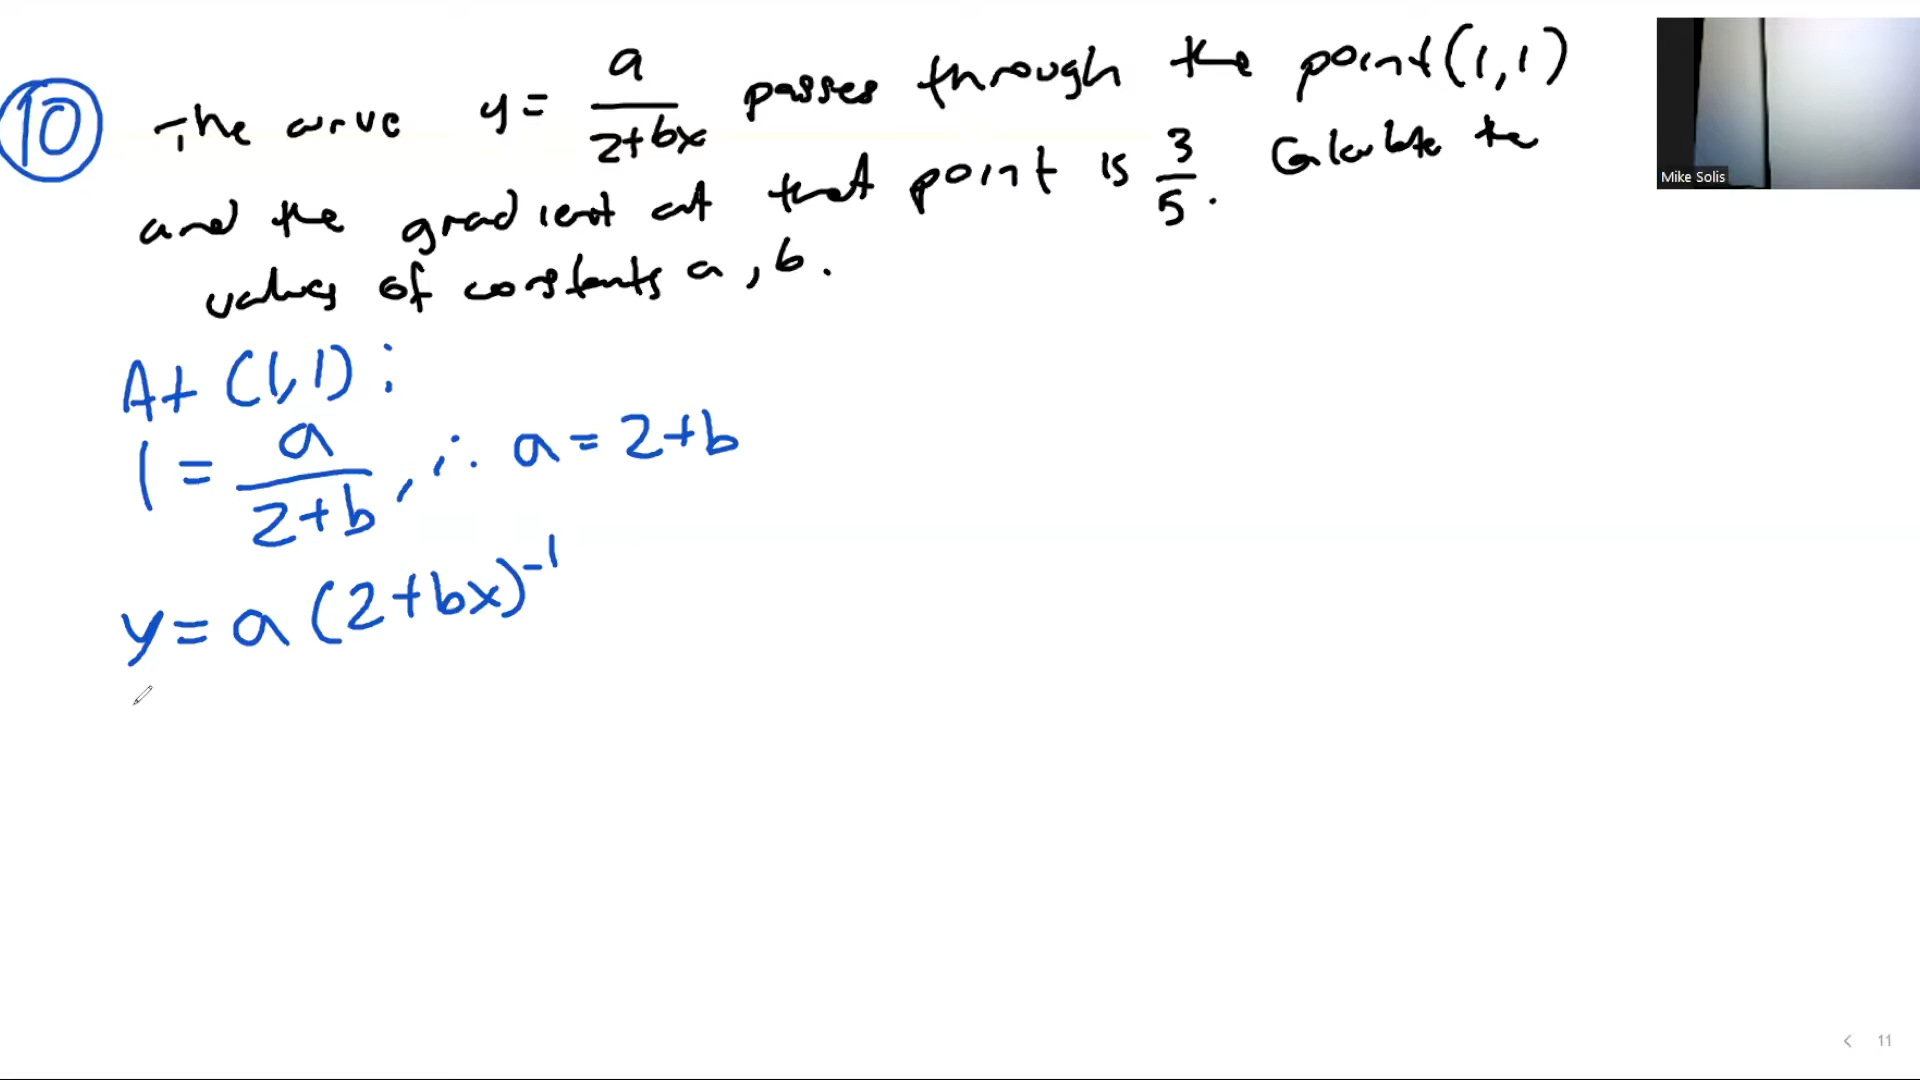 10 The curve y = a/(2+bx) passes through the point (1,1)
and the gradient at that point is 3/5. Calculate the
values of constants a, b.
At (1,1):
1 = a/(2+b), ∴ a = 2+b
y = a(2+bx)^-1
Mike Solis
< 11